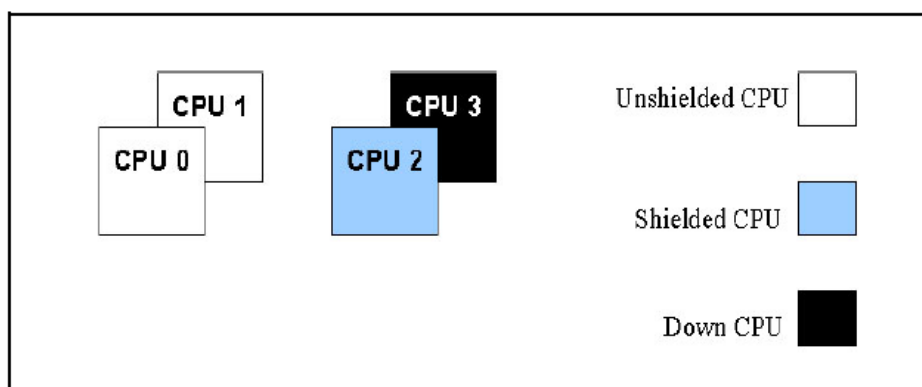 CPU 1
CPU 0
CPU 3
CPU 2
Unshielded CPU
Shielded CPU
Down CPU